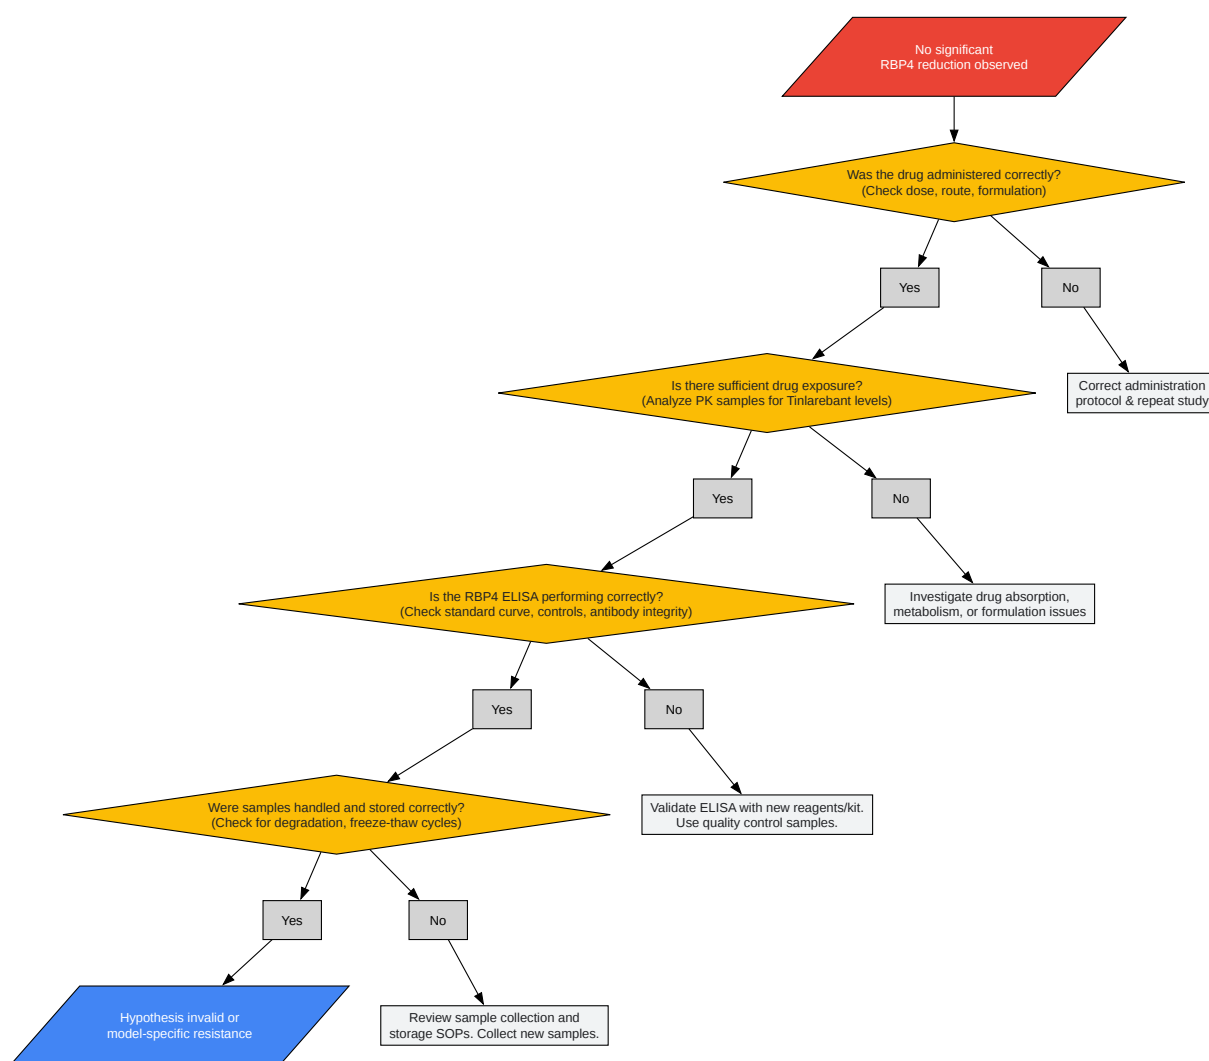 No significant
RBP4 reduction observed
Was the drug administered correctly?
(Check dose, route, formulation)
Yes
No
Correct administration
protocol & repeat study
Is there sufficient drug exposure?
(Analyze PK samples for Tinlarebant levels)
Yes
No
Investigate drug absorption,
metabolism, or formulation issues
Is the RBP4 ELISA performing correctly?
(Check standard curve, controls, antibody integrity)
Yes
No
Validate ELISA with new reagents/kit.
Use quality control samples.
Were samples handled and stored correctly?
(Check for degradation, freeze-thaw cycles)
Yes
No
Hypothesis invalid or
model-specific resistance
Review sample collection and
storage SOPs. Collect new samples.